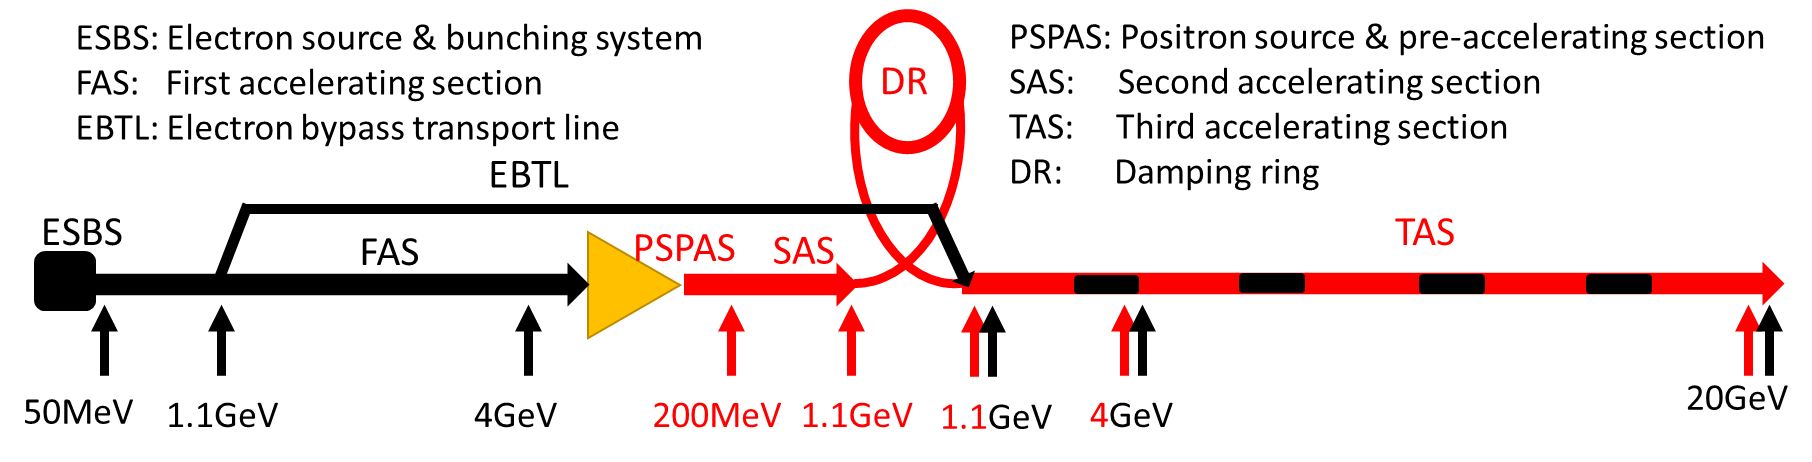 ESBS: Electron source & bunching system
FAS: First accelerating section
EBTL: Electron bypass transport line
PSPAS: Positron source & pre-accelerating section
SAS: Second accelerating section
TAS: Third accelerating section
DR: Damping ring
DR
EBTL
ESBS
FAS
PSPAS
SAS
TAS
50MeV
1.1GeV
4GeV
200MeV
1.1GeV
1.1GeV
4GeV
20GeV